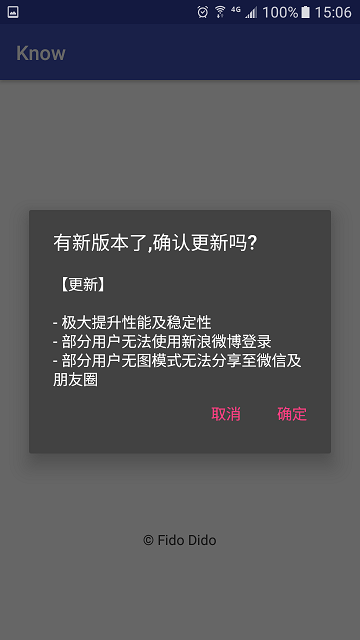 4G 100% 15:06
Know
有新版本了,确认更新吗?
【更新】
- 极大提升性能及稳定性
- 部分用户无法使用新浪微博登录
- 部分用户无图模式无法分享至微信及
朋友圈
取消 确定
© Fido Dido